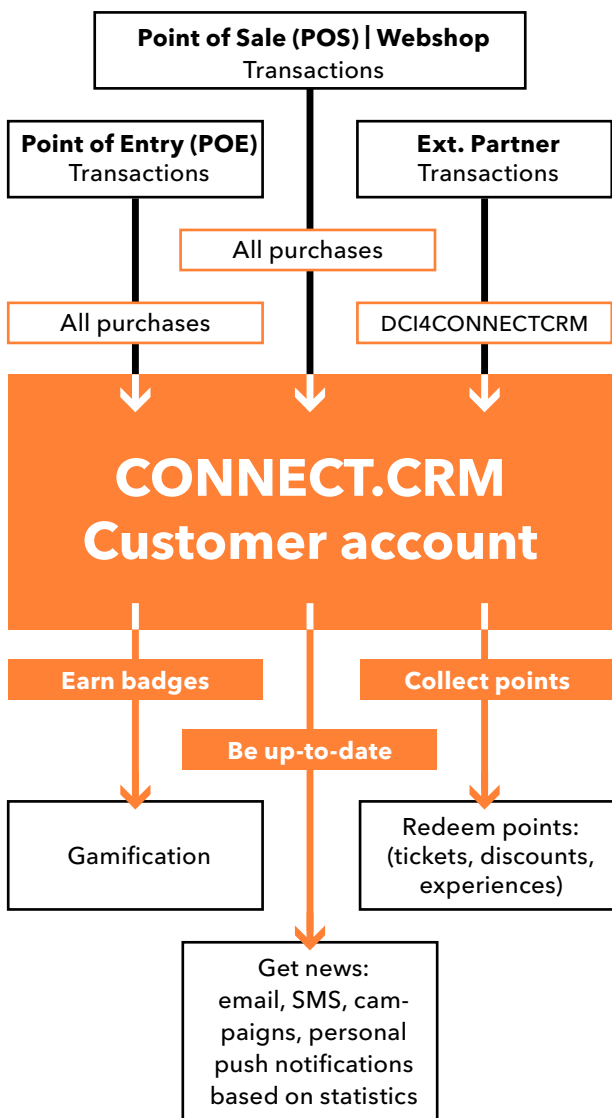 Point of Sale (POS) | Webshop
Transactions
Point of Entry (POE)
Transactions
Ext. Partner
Transactions
All purchases
All purchases
DCI4CONNECTCRM
CONNECT.CRM
Customer account
Earn badges
Collect points
Be up-to-date
Gamification
Redeem points:
(tickets, discounts,
experiences)
Get news:
email, SMS, cam-
paigns, personal
push notifications
based on statistics